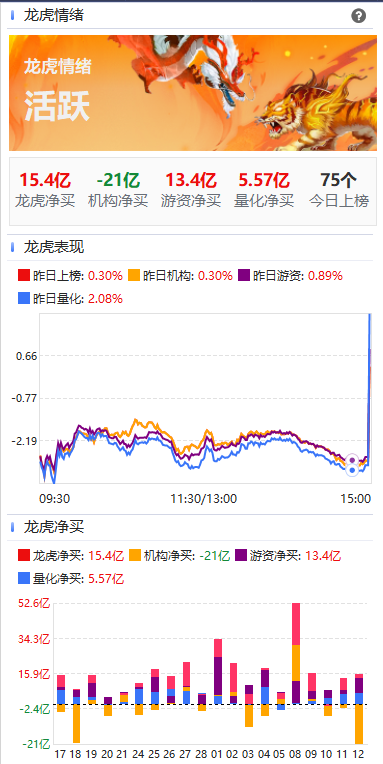 龙虎情绪
?
龙虎情绪
活跃
15.4亿 -21亿 13.4亿 5.57亿 75个
龙虎净买 机构净买 游资净买 量化净买 今日上榜
龙虎表现
昨日上榜: 0.30% 昨日机构: 0.30% 昨日游资: 0.89%
昨日量化: 2.08%
0.66
-0.77
-2.19
09:30 11:30/13:00 15:00
龙虎净买
龙虎净买: 15.4亿 机构净买: -21亿 游资净买: 13.4亿
量化净买: 5.57亿
52.6亿
34.3亿
15.9亿
-2.4亿
-21亿
17 18 19 20 21 24 25 26 27 28 01 02 03 04 05 08 09 10 11 12